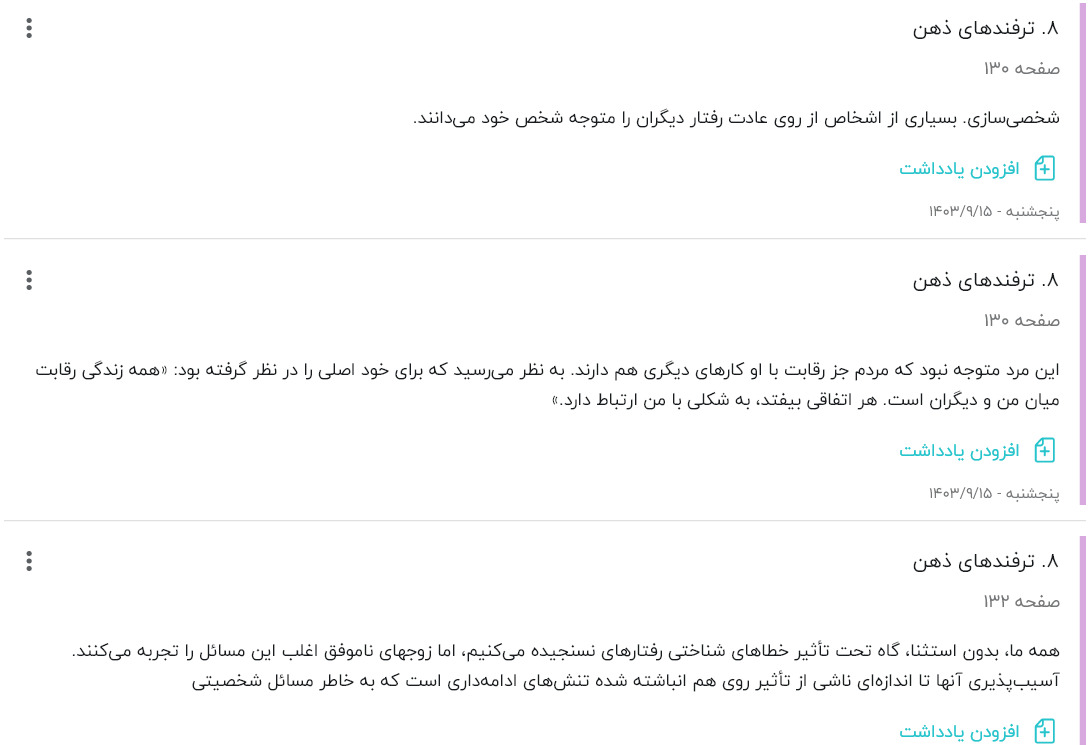 ۸. ترفندهای ذهن
صفحه ۱۳۰
شخصی‌سازی. بسیاری از اشخاص از روی عادت رفتار دیگران را متوجه شخص خود می‌دانند.
افزودن یادداشت
پنجشنبه - ۱۴۰۳/۹/۱۵
۸. ترفندهای ذهن
صفحه ۱۳۰
این مرد متوجه نبود که مردم جز رقابت با او کارهای دیگری هم دارند. به نظر می‌رسید که برای خود اصلی را در نظر گرفته بود: «همه زندگی رقابت
میان من و دیگران است. هر اتفاقی بیفتد، به شکلی با من ارتباط دارد.»
افزودن یادداشت
پنجشنبه - ۱۴۰۳/۹/۱۵
۸. ترفندهای ذهن
صفحه ۱۳۲
همه ما، بدون استثنا، گاه تحت تأثیر خطاهای شناختی رفتارهای نسنجیده می‌کنیم، اما زوجهای ناموفق اغلب این مسائل را تجربه می‌کنند.
آسیب‌پذیری آنها تا اندازه‌ای ناشی از تأثیر روی هم انباشته شده تنش‌های ادامه‌داری است که به خاطر مسائل شخصیتی
افزودن یادداشت